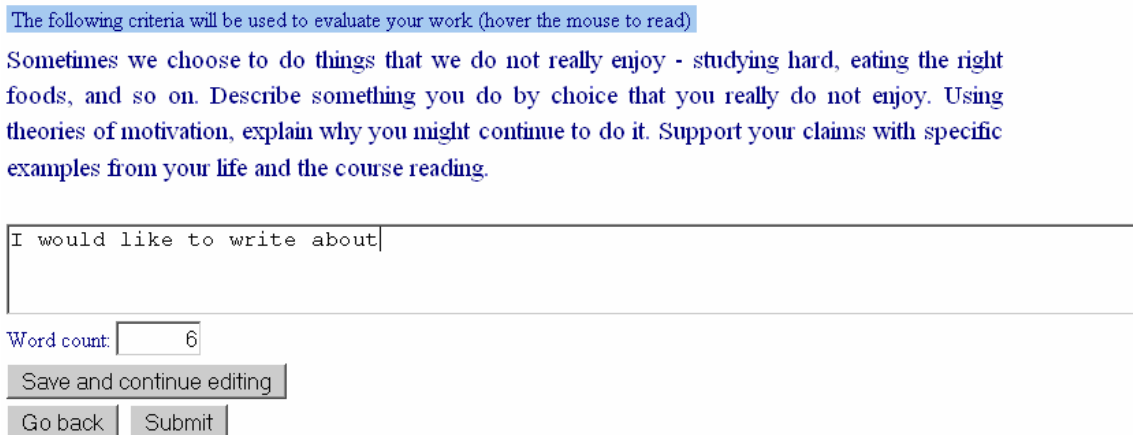 The following criteria will be used to evaluate your work (hover the mouse to read)
Sometimes we choose to do things that we do not really enjoy - studying hard, eating the right
foods, and so on. Describe something you do by choice that you really do not enjoy. Using
theories of motivation, explain why you might continue to do it. Support your claims with specific
examples from your life and the course reading.
I would like to write about
Word count: 6
Save and continue editing
Go back Submit